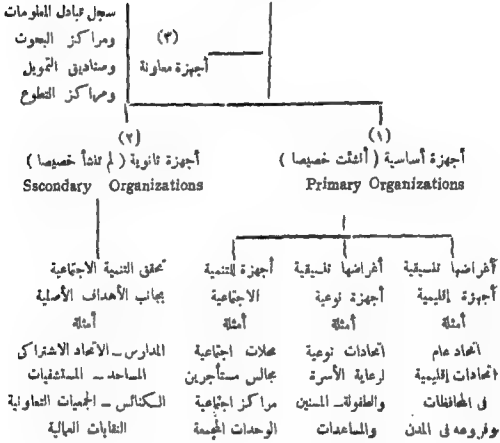 سجل تبادل المعلومات
ومراكز البحوث
وصناديق التمويل
ومراكز التطوع
(٣)
أجهزة معاونة
(١)
أجهزة أساسية ( أنشئت خصيصا )
Primary Organizations
(٢)
أجهزة ثانوية ( لم تنشأ خصيصا )
Sscondary Organizations
أغراضها تنسيقية
أجهزة إقليمية
أمثلة
اتحاد عام
اتحادات إقليمية
فى المحافظات
وفروعه فى المدن
أغراضها تنسيقية
أجهزة نوعية
أمثلة
اتحادات نوعية
لرعاية الأسرة
والطفولة_ المسنين
والمساعدات
أجهزة للتنمية
الاجتماعية
أمثلة
محلات اجتماعية
مجالس مستأجرين
مراكز اجتماعية
الوحدات المجمعة
تحقق التنمية الاجتماعية
بجانب الأهداف الأصلية
أمثلة
المدارس _ الاتحاد الاشتراكى
المساجد _ المستشفيات
الكنائس _ الجمعيات التعاونية
النقابات العمالية